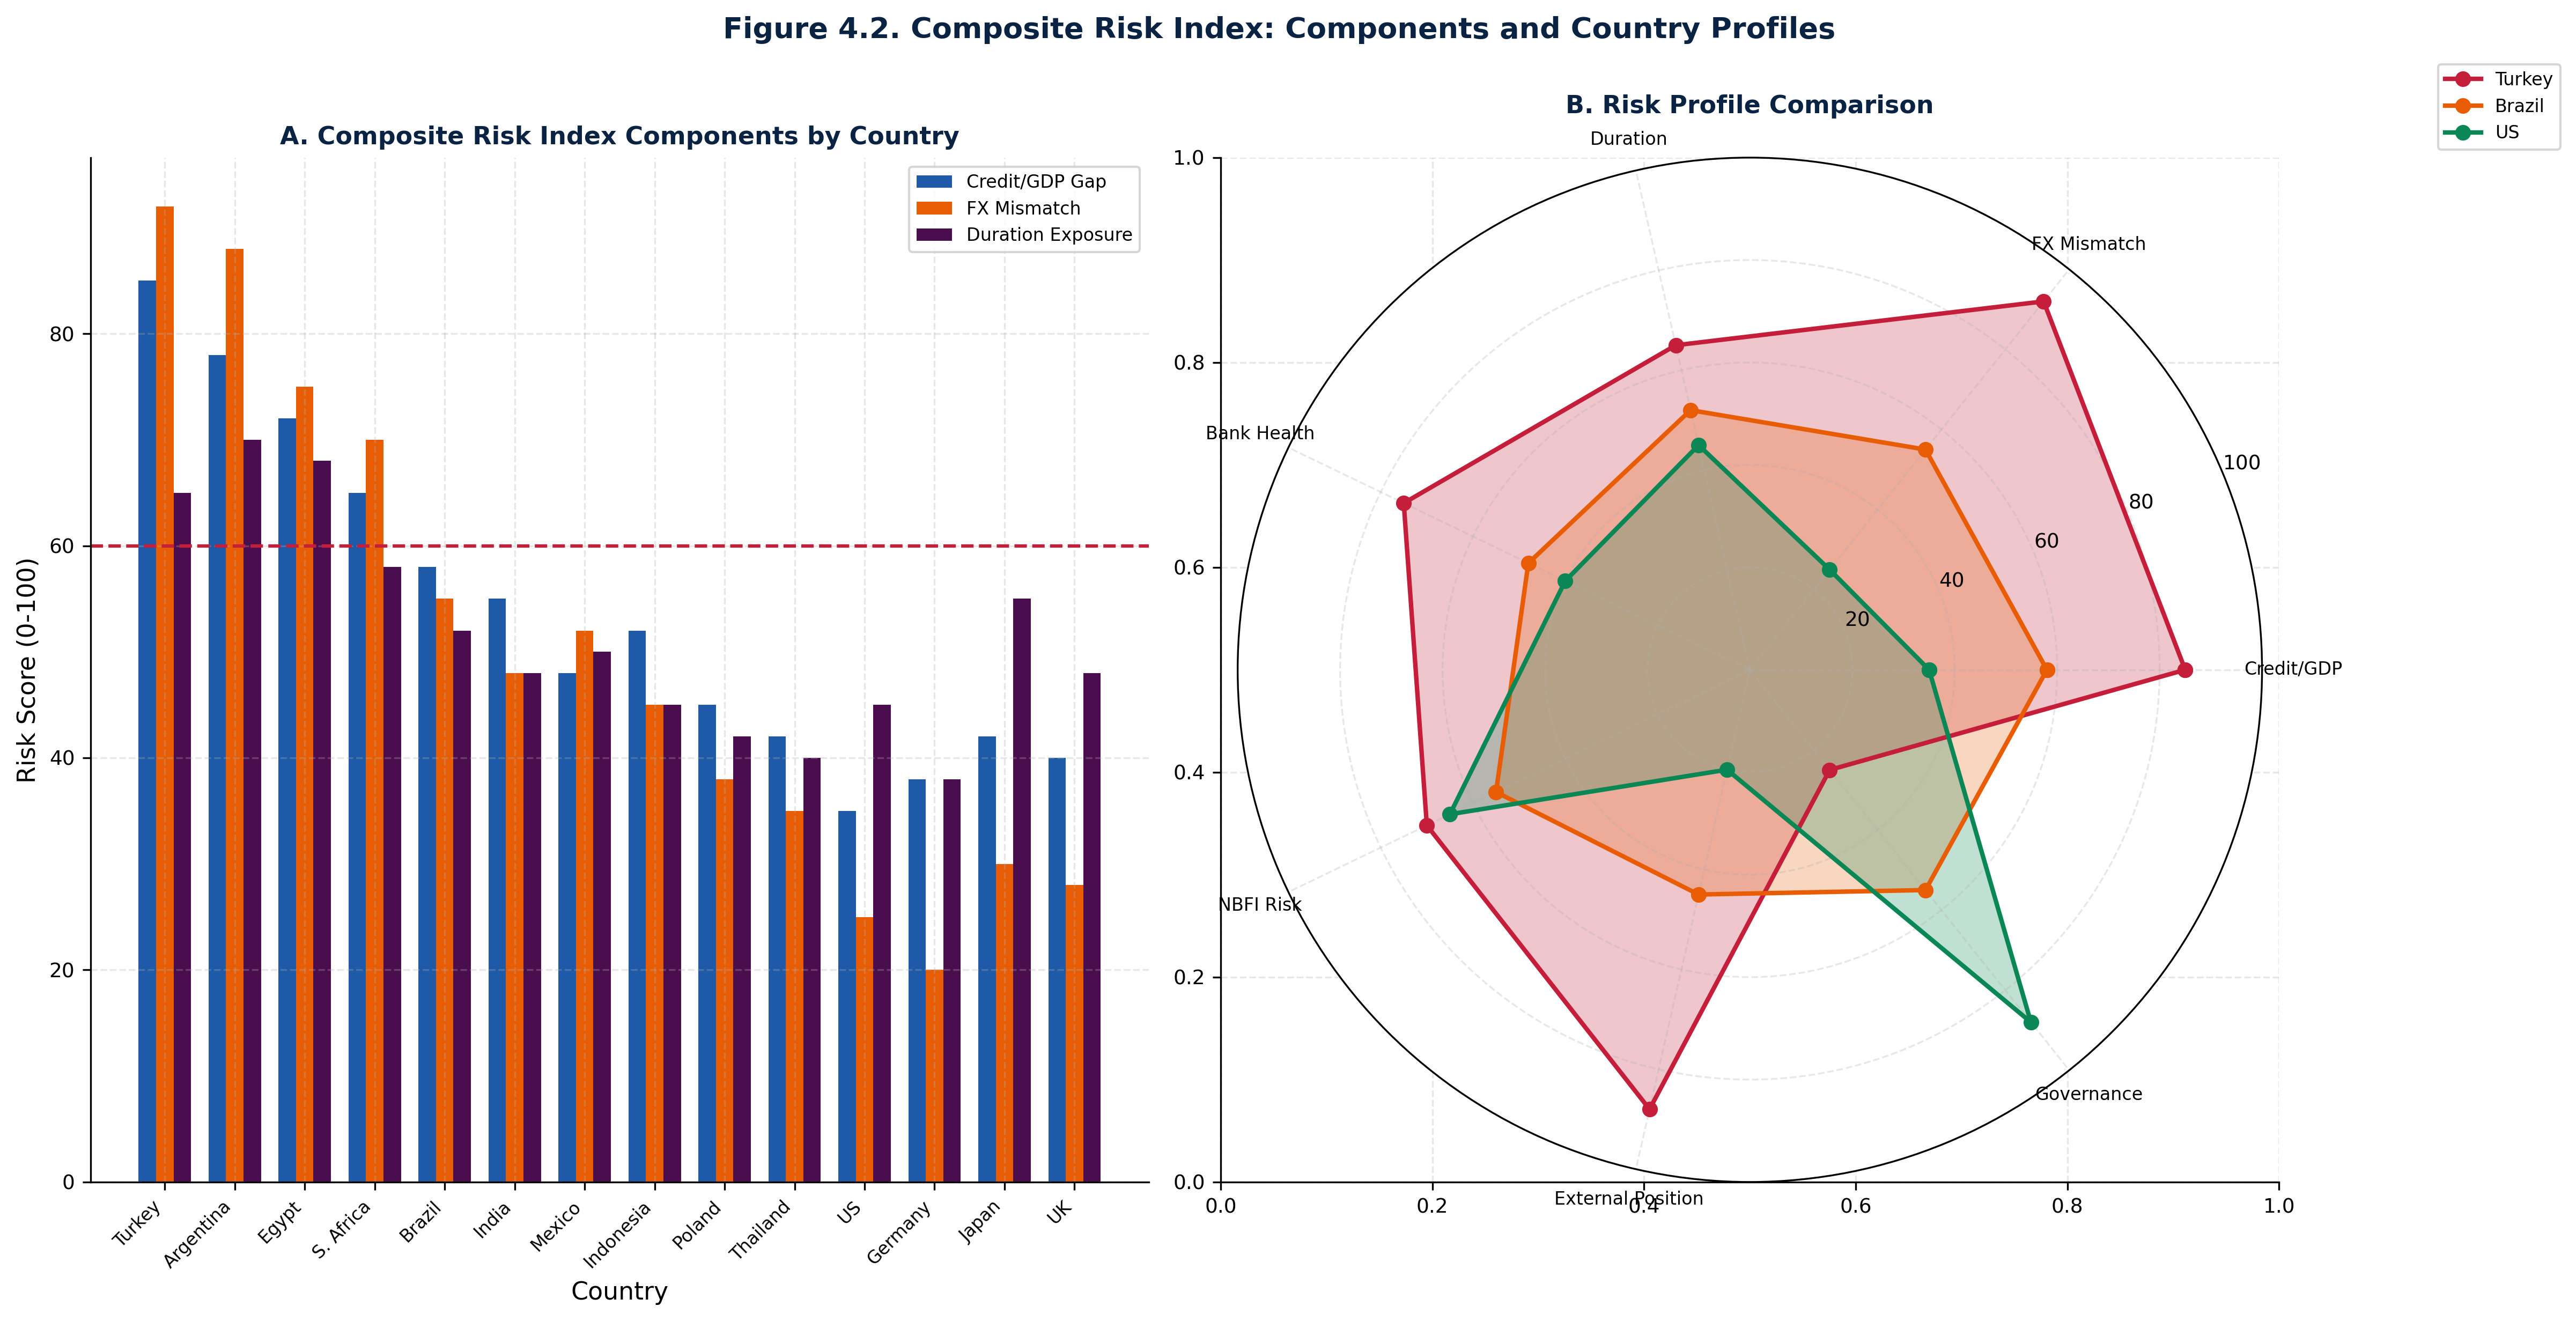 Figure 4.2. Composite Risk Index: Components and Country Profiles
A. Composite Risk Index Components by Country
Credit/GDP Gap
FX Mismatch
Duration Exposure
Risk Score (0-100)
80
60
40
20
0
Turkey
Argentina
Egypt
S. Africa
Brazil
India
Mexico
Indonesia
Poland
Thailand
US
Germany
Japan
UK
Country
B. Risk Profile Comparison
Turkey
Brazil
US
Duration
FX Mismatch
Bank Health
Credit/GDP
NBFI Risk
External Position
Governance
100
80
60
40
20
1.0
0.8
0.6
0.4
0.2
0.0
0.0
0.2
0.4
0.6
0.8
1.0